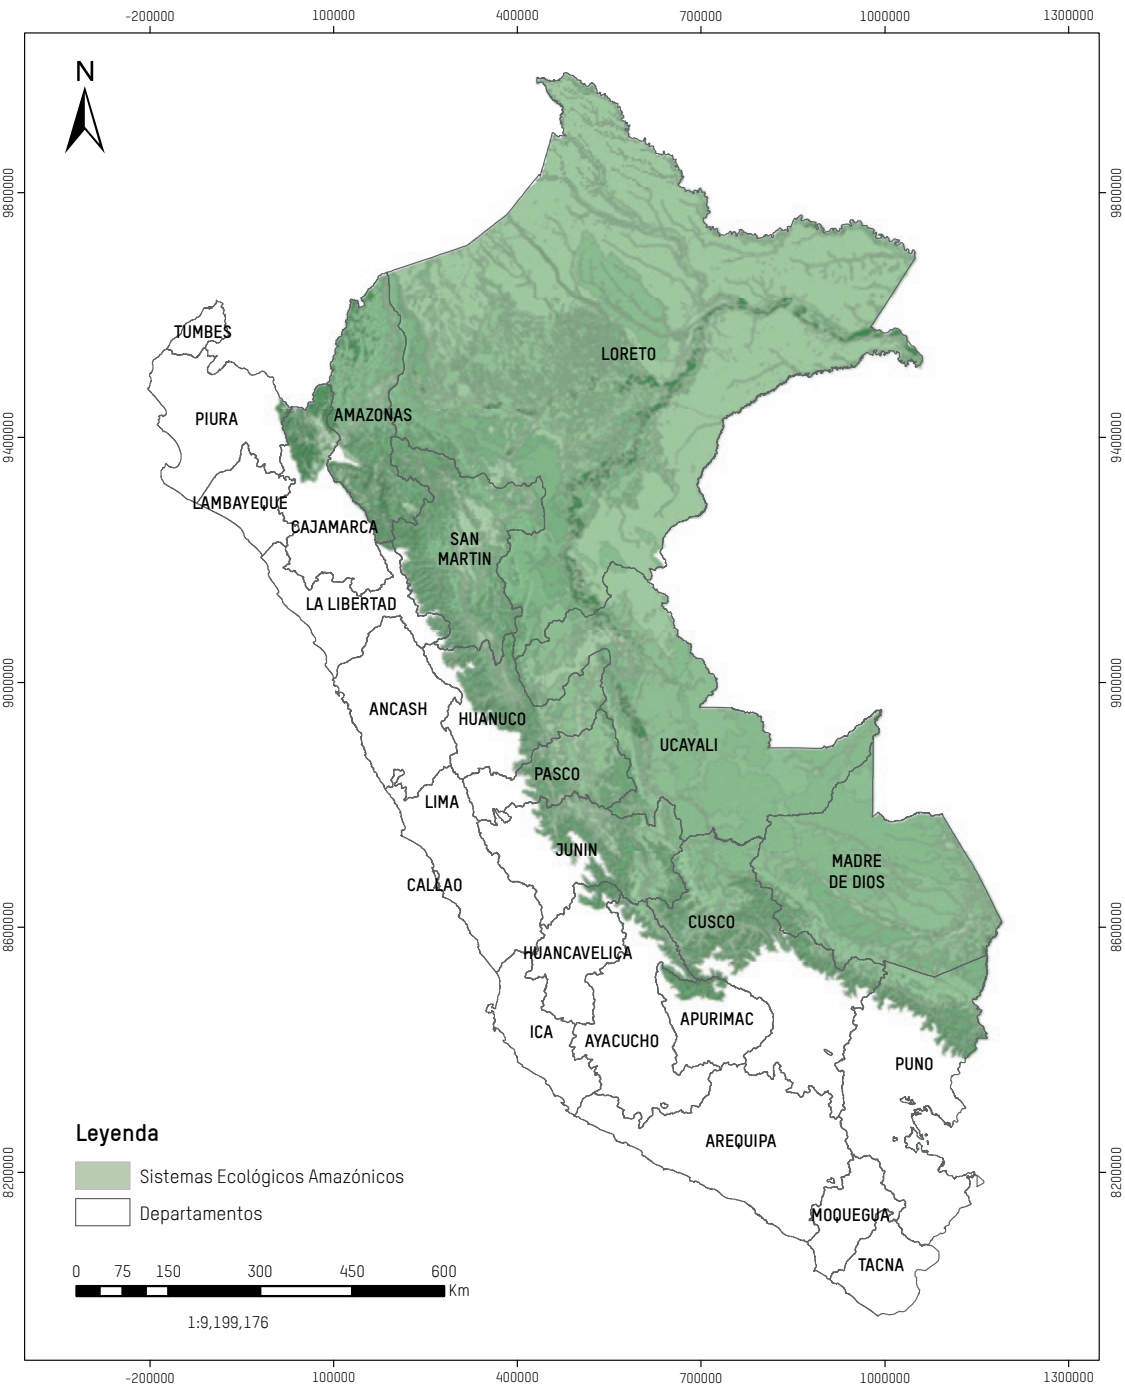 -200000 100000 400000 700000 1000000 1300000
N
9800000 9800000
TUMBES
LORETO
PIURA
AMAZONAS
9400000 9400000
LAMBAYEQUE
CAJAMARCA
SAN
MARTIN
LA LIBERTAD
9000000 9000000
ANCASH
HUANUCO
UCAYALI
PASCO
LIMA
JUNIN
MADRE
DE DIOS
CALLAO
CUSCO
8600000 8600000
HUANCAVELICA
APURIMAC
ICA
AYACUCHO
PUNO
AREQUIPA
8200000 8200000
MOQUEGUA
TACNA
Leyenda
Sistemas Ecológicos Amazónicos
Departamentos
0 75 150 300 450 600
Km
1:9,199,176
-200000 100000 400000 700000 1000000 1300000